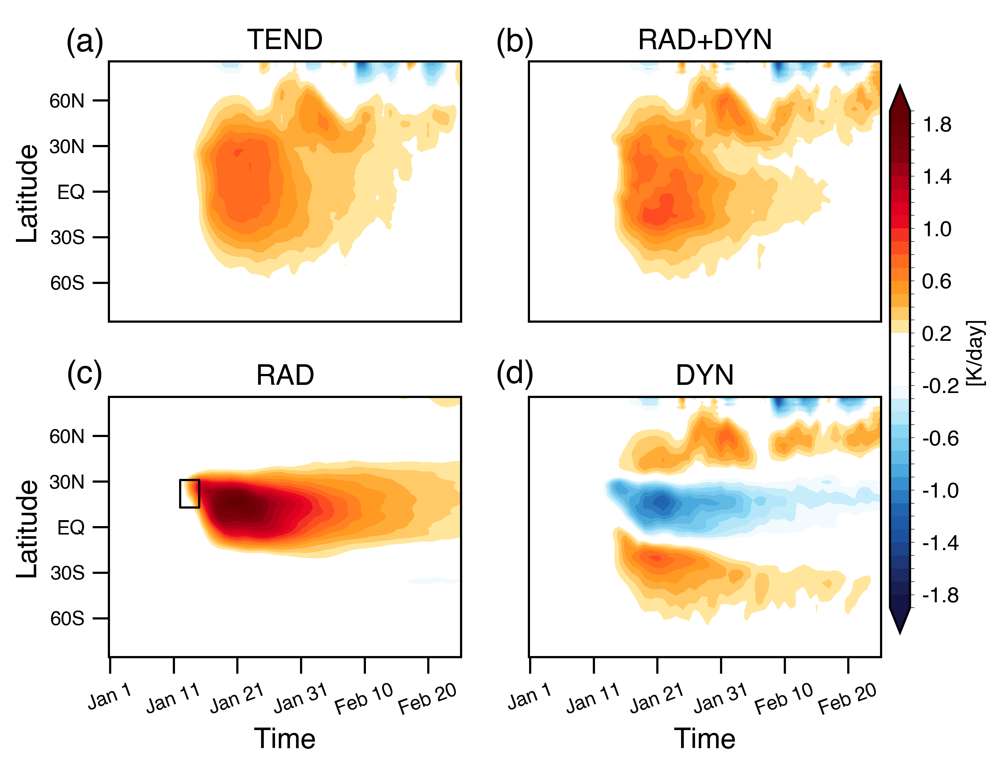 (a) TEND
(b) RAD+DYN
60N
30N
EQ
30S
60S
Latitude
(c) RAD
(d) DYN
60N
30N
EQ
30S
60S
Latitude
Jan 1 Jan 11 Jan 21 Jan 31 Feb 10 Feb 20
Time
Jan 1 Jan 11 Jan 21 Jan 31 Feb 10 Feb 20
Time
1.8
1.4
1.0
0.6
0.2
-0.2
-0.6
-1.0
-1.4
-1.8
[K/day]